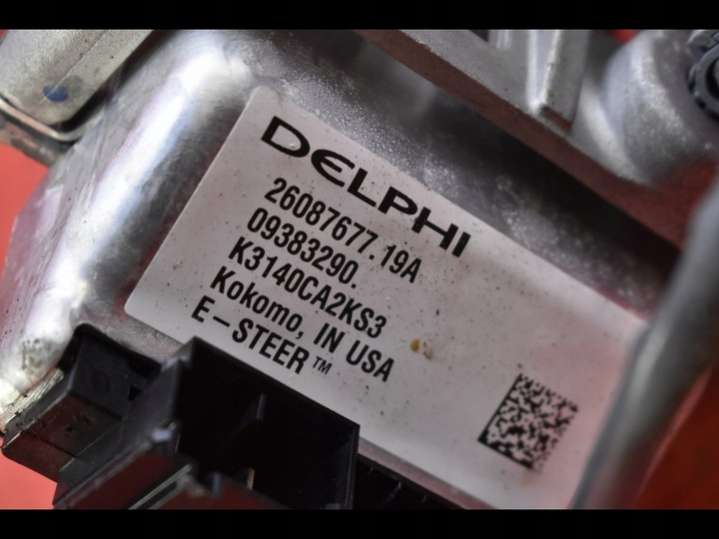 DELPHI
26087677.19A
09383290.
K3140CA2KS3
Kokomo, IN USA
E-STEER™